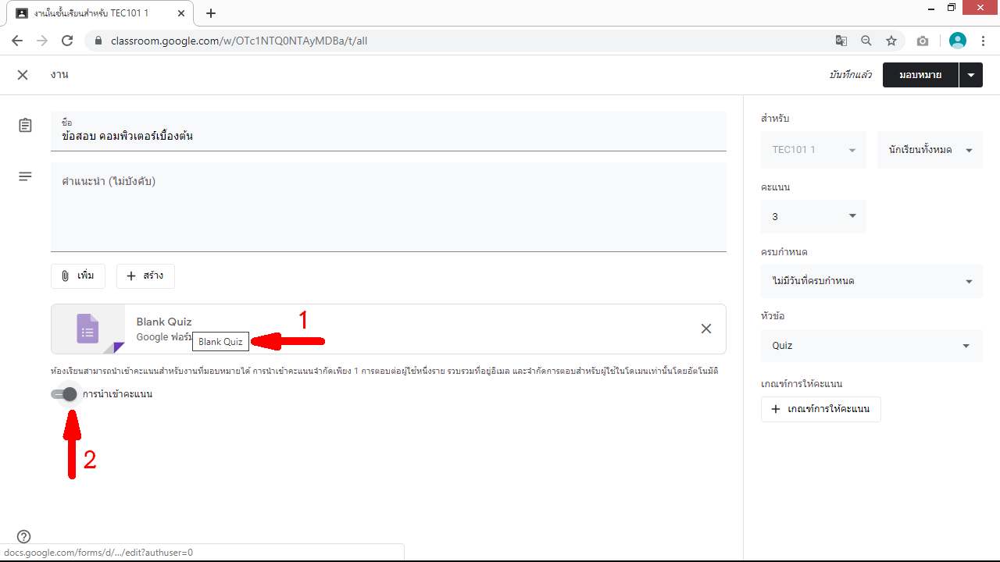 งานในชั้นเรียนสำหรับ TEC101 1
classroom.google.com/w/OTc1NTQ0NTAyMDBa/t/all
งาน
บันทึกแล้ว
มอบหมาย
ชื่อ
ข้อสอบ คอมพิวเตอร์เบื้องต้น
คำแนะนำ (ไม่บังคับ)
เพิ่ม
สร้าง
Blank Quiz
Google ฟอร์ม
Blank Quiz
1
ห้องเรียนสามารถนำเข้าคะแนนสำหรับงานที่มอบหมายได้ การนำเข้าคะแนนจำกัดเพียง 1 การตอบต่อผู้ใช้หนึ่งราย รวบรวมที่อยู่อีเมล และจำกัดการตอบสำหรับผู้ใช้ในโดเมนเท่านั้นโดยอัตโนมัติ
การนำเข้าคะแนน
2
สำหรับ
TEC101 1
นักเรียนทั้งหมด
คะแนน
3
ครบกำหนด
ไม่มีวันที่ครบกำหนด
หัวข้อ
Quiz
เกณฑ์การให้คะแนน
เกณฑ์การให้คะแนน
docs.google.com/forms/d/.../edit?authuser=0